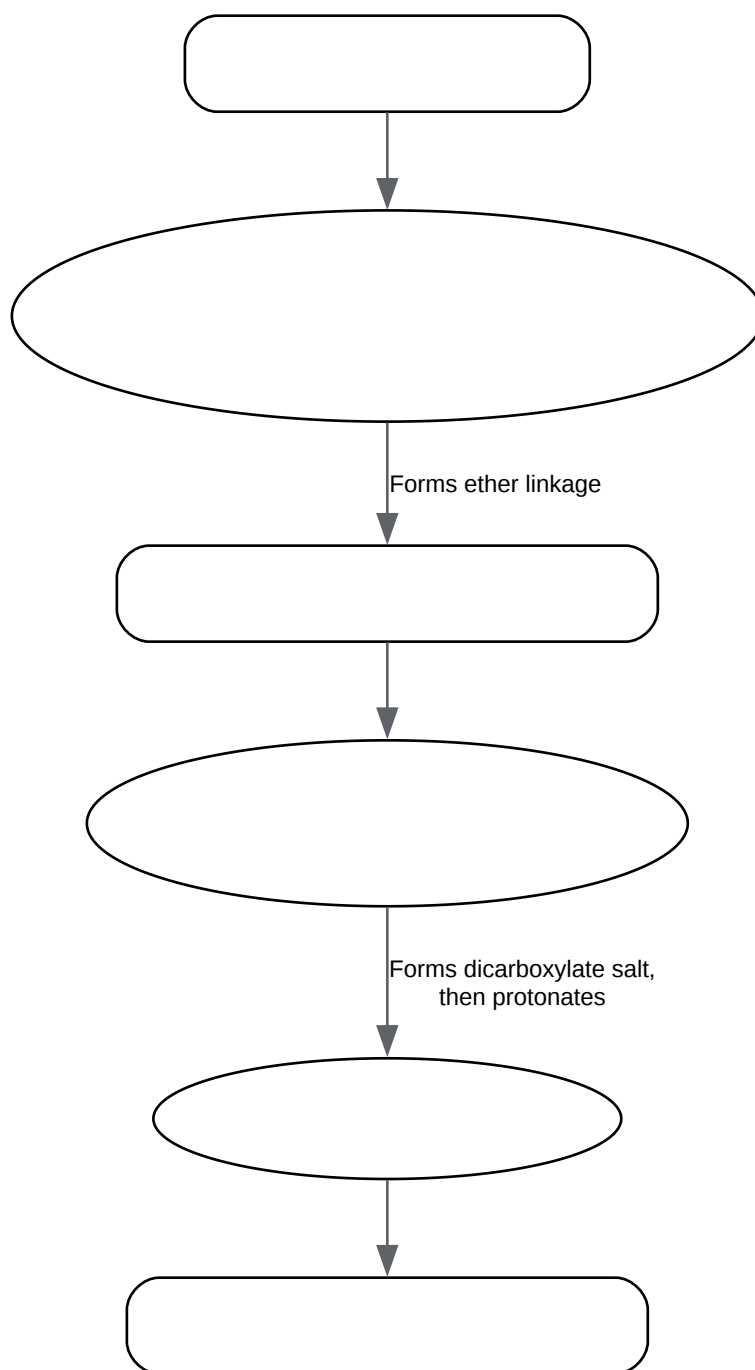 Forms ether linkage
Forms dicarboxylate salt,
then protonates